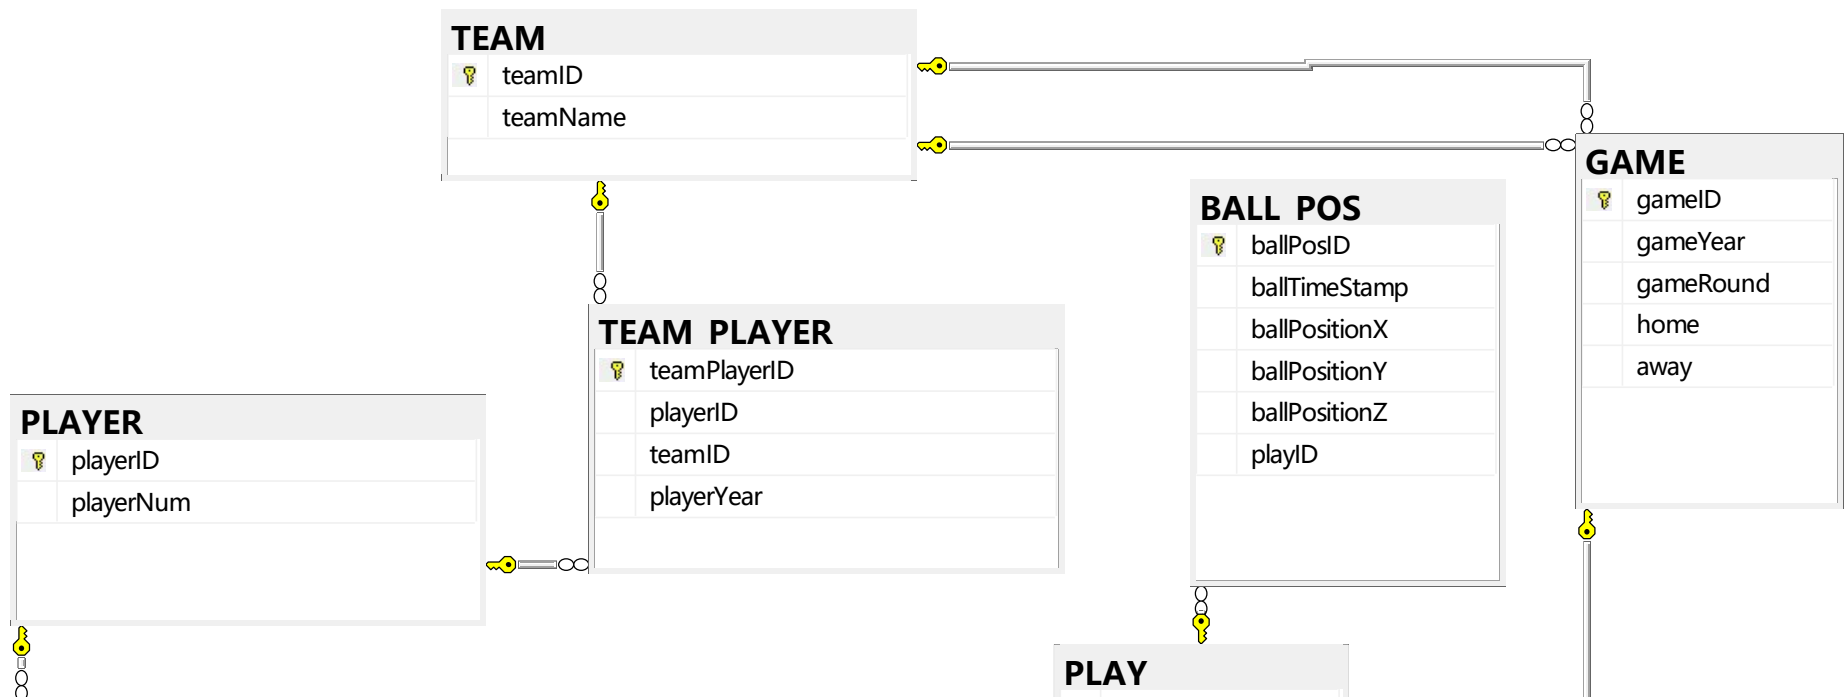 TEAM
teamID
teamName
GAME
gameID
gameYear
gameRound
home
away
BALL POS
ballPosID
ballTimeStamp
ballPositionX
ballPositionY
ballPositionZ
playID
TEAM PLAYER
teamPlayerID
playerID
teamID
playerYear
PLAYER
playerID
playerNum
PLAY